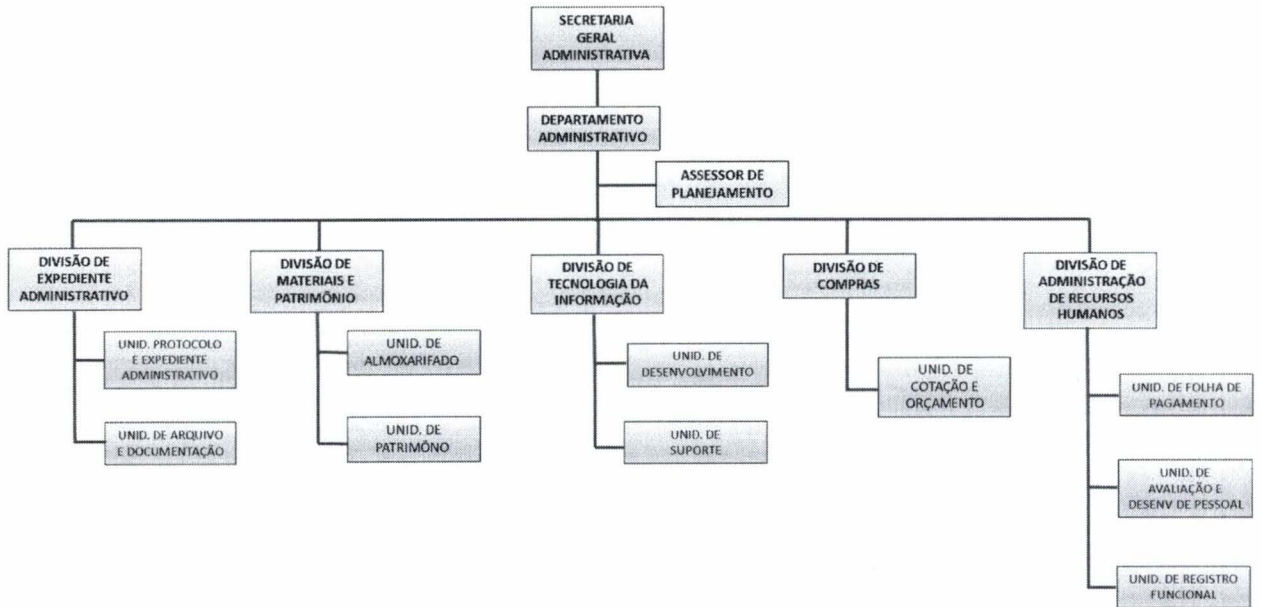 SECRETARIA
GERAL
ADMINISTRATIVA
DEPARTAMENTO
ADMINISTRATIVO
ASSESSOR DE
PLANEJAMENTO
DIVISÃO DE
EXPEDIENTE
ADMINISTRATIVO
DIVISÃO DE
MATERIAIS E
PATRIMÔNIO
DIVISÃO DE
TECNOLOGIA DA
INFORMAÇÃO
DIVISÃO DE
COMPRAS
DIVISÃO DE
ADMINISTRAÇÃO
DE RECURSOS
HUMANOS
UNID. PROTOCOLO
E EXPEDIENTE
ADMINISTRATIVO
UNID. DE ARQUIVO
E DOCUMENTAÇÃO
UNID. DE
ALMOXARIFADO
UNID. DE
PATRIMÔNO
UNID. DE
DESENVOLVIMENTO
UNID. DE
SUPORTE
UNID. DE
COTAÇÃO E
ORÇAMENTO
UNID. DE FOLHA DE
PAGAMENTO
UNID. DE
AVALIAÇÃO E
DESENV DE PESSOAL
UNID. DE REGISTRO
FUNCIONAL